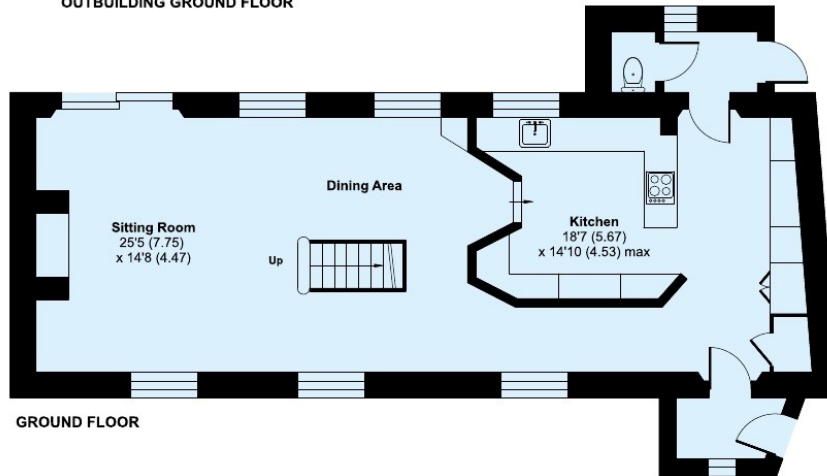 OUTBUILDING GROUND FLOOR
Dining Area
Sitting Room
25'5 (7.75)
x 14'8 (4.47)
Kitchen
18'7 (5.67)
x 14'10 (4.53) max
Up
GROUND FLOOR